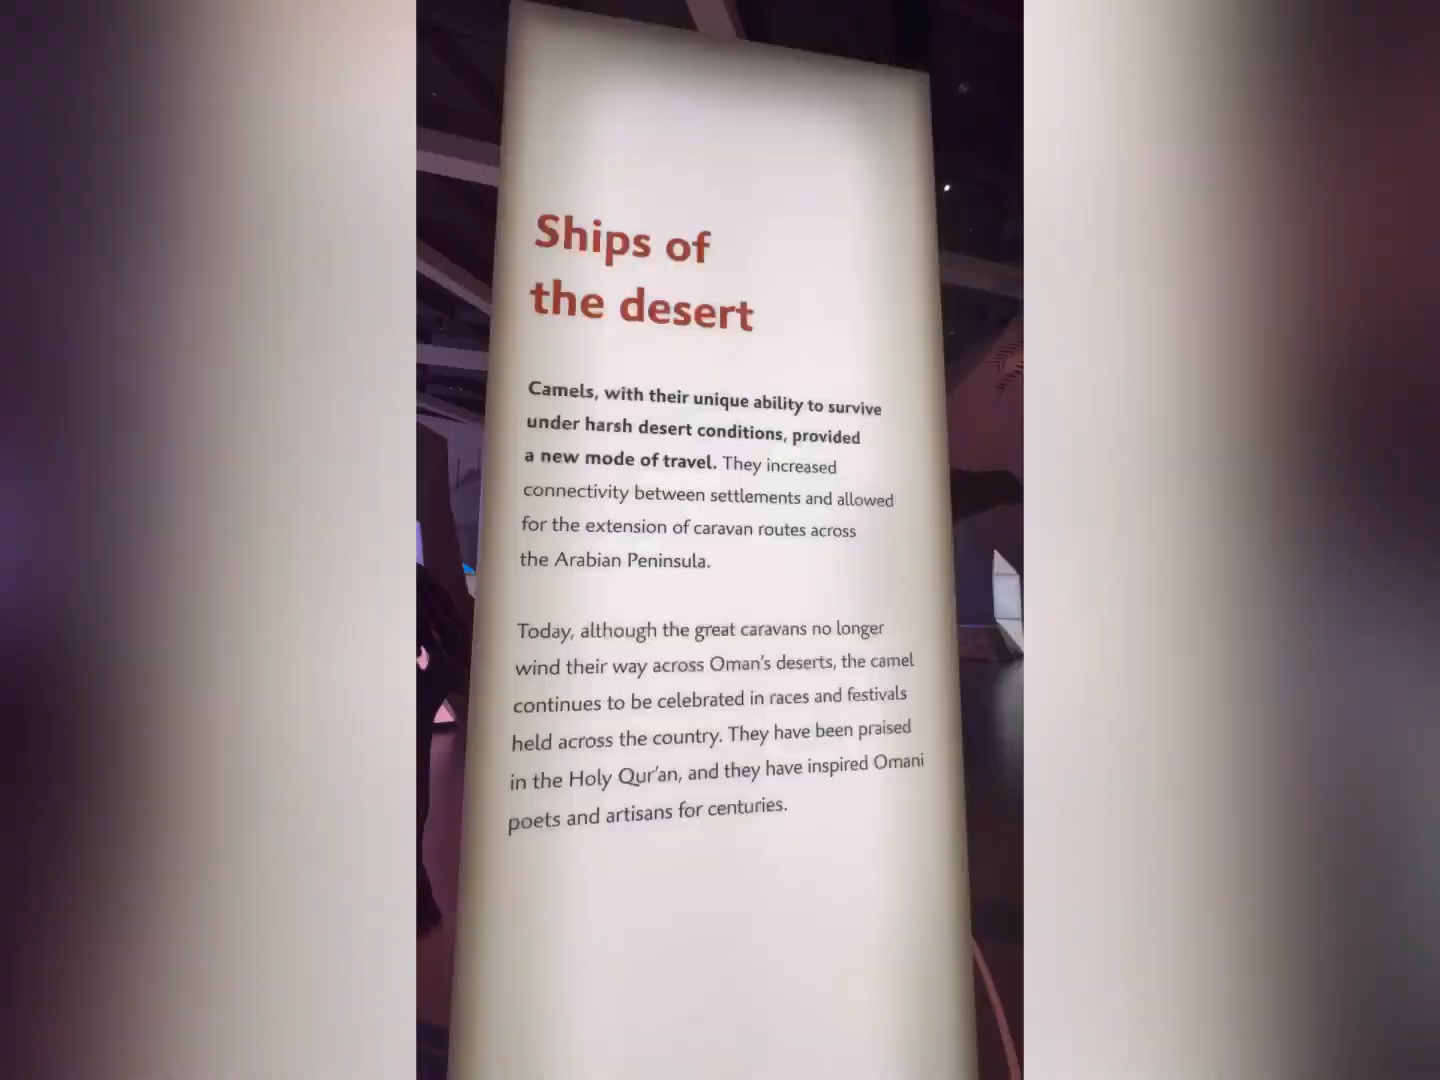 Ships of
the desert
Camels, with their unique ability to survive
under harsh desert conditions, provided
a new mode of travel. They increased
connectivity between settlements and allowed
for the extension of caravan routes across
the Arabian Peninsula.
Today, although the great caravans no longer
wind their way across Oman's deserts, the camel
continues to be celebrated in races and festivals
held across the country. They have been praised
in the Holy Qur'an, and they have inspired Omani
poets and artisans for centuries.